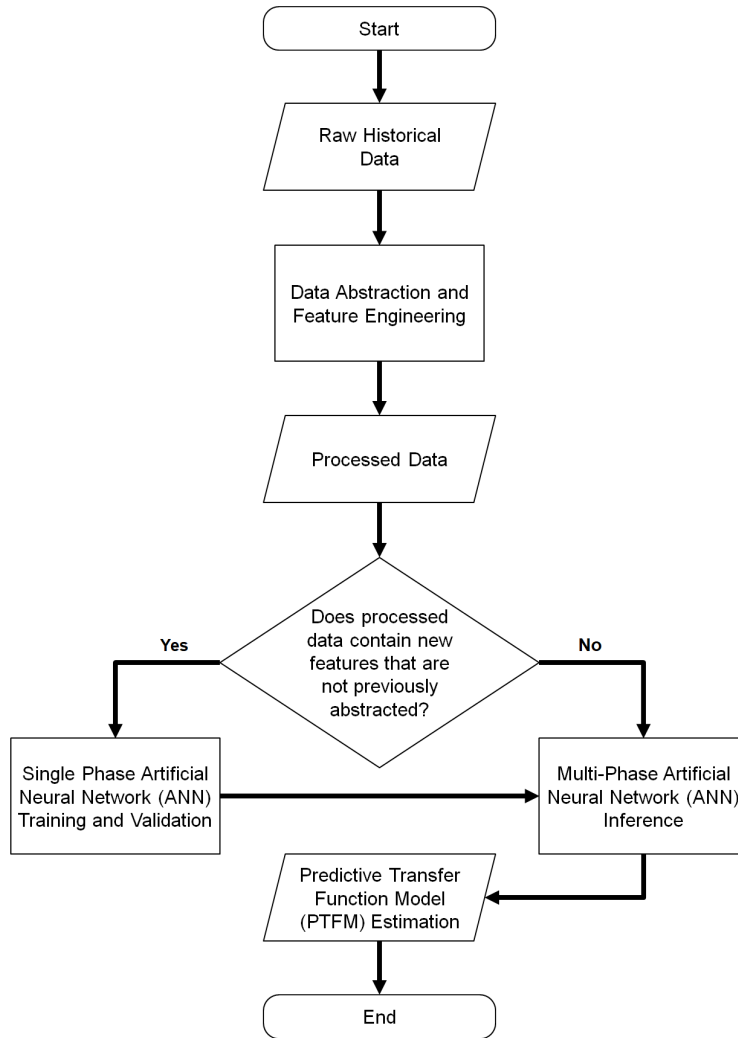 Start
Raw Historical
Data
Data Abstraction and
Feature Engineering
Processed Data
Does processed
data contain new
features that are
not previously
abstracted?
Yes
No
Single Phase Artificial
Neural Network (ANN)
Training and Validation
Multi-Phase Artificial
Neural Network (ANN)
Inference
Predictive Transfer
Function Model
(PTFM) Estimation
End